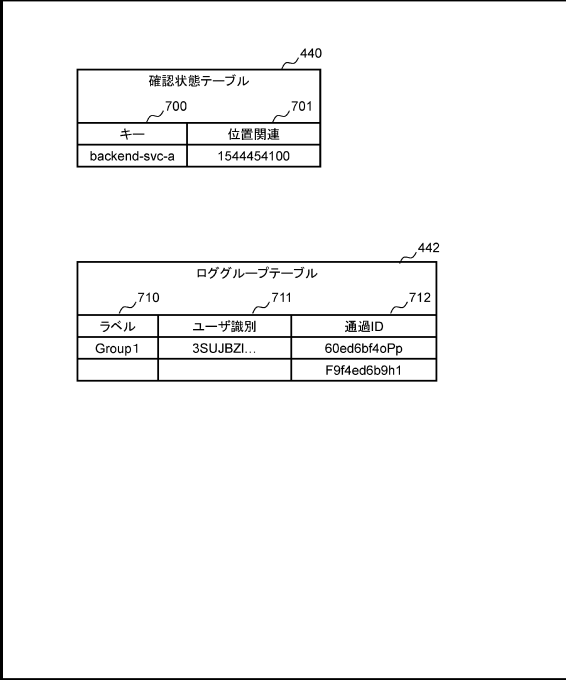 440
確認状態テーブル
700 701
キー 位置関連
backend-svc-a 1544454100
442
ロググループテーブル
710 711 712
ラベル ユーザ識別 通過ID
Group1 3SUJBZI... 60ed6bf4oPp
F9f4ed6b9h1